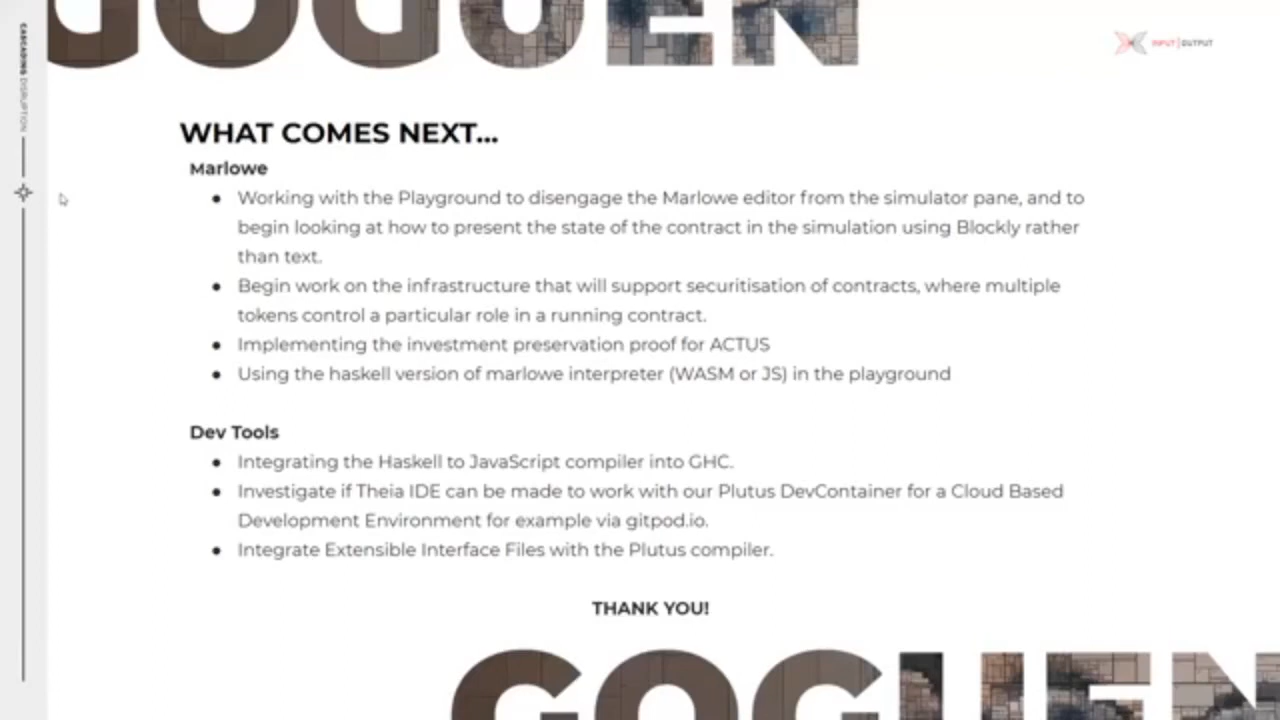 GOGUEN
INPUT | OUTPUT
CASCADING DISRUPTION
WHAT COMES NEXT...
Marlowe
● Working with the Playground to disengage the Marlowe editor from the simulator pane, and to
begin looking at how to present the state of the contract in the simulation using Blockly rather
than text.
● Begin work on the infrastructure that will support securitisation of contracts, where multiple
tokens control a particular role in a running contract.
● Implementing the investment preservation proof for ACTUS
● Using the haskell version of marlowe interpreter (WASM or JS) in the playground
Dev Tools
● Integrating the Haskell to JavaScript compiler into GHC.
● Investigate if Theia IDE can be made to work with our Plutus DevContainer for a Cloud Based
Development Environment for example via gitpod.io.
● Integrate Extensible Interface Files with the Plutus compiler.
THANK YOU!
GOGUEN